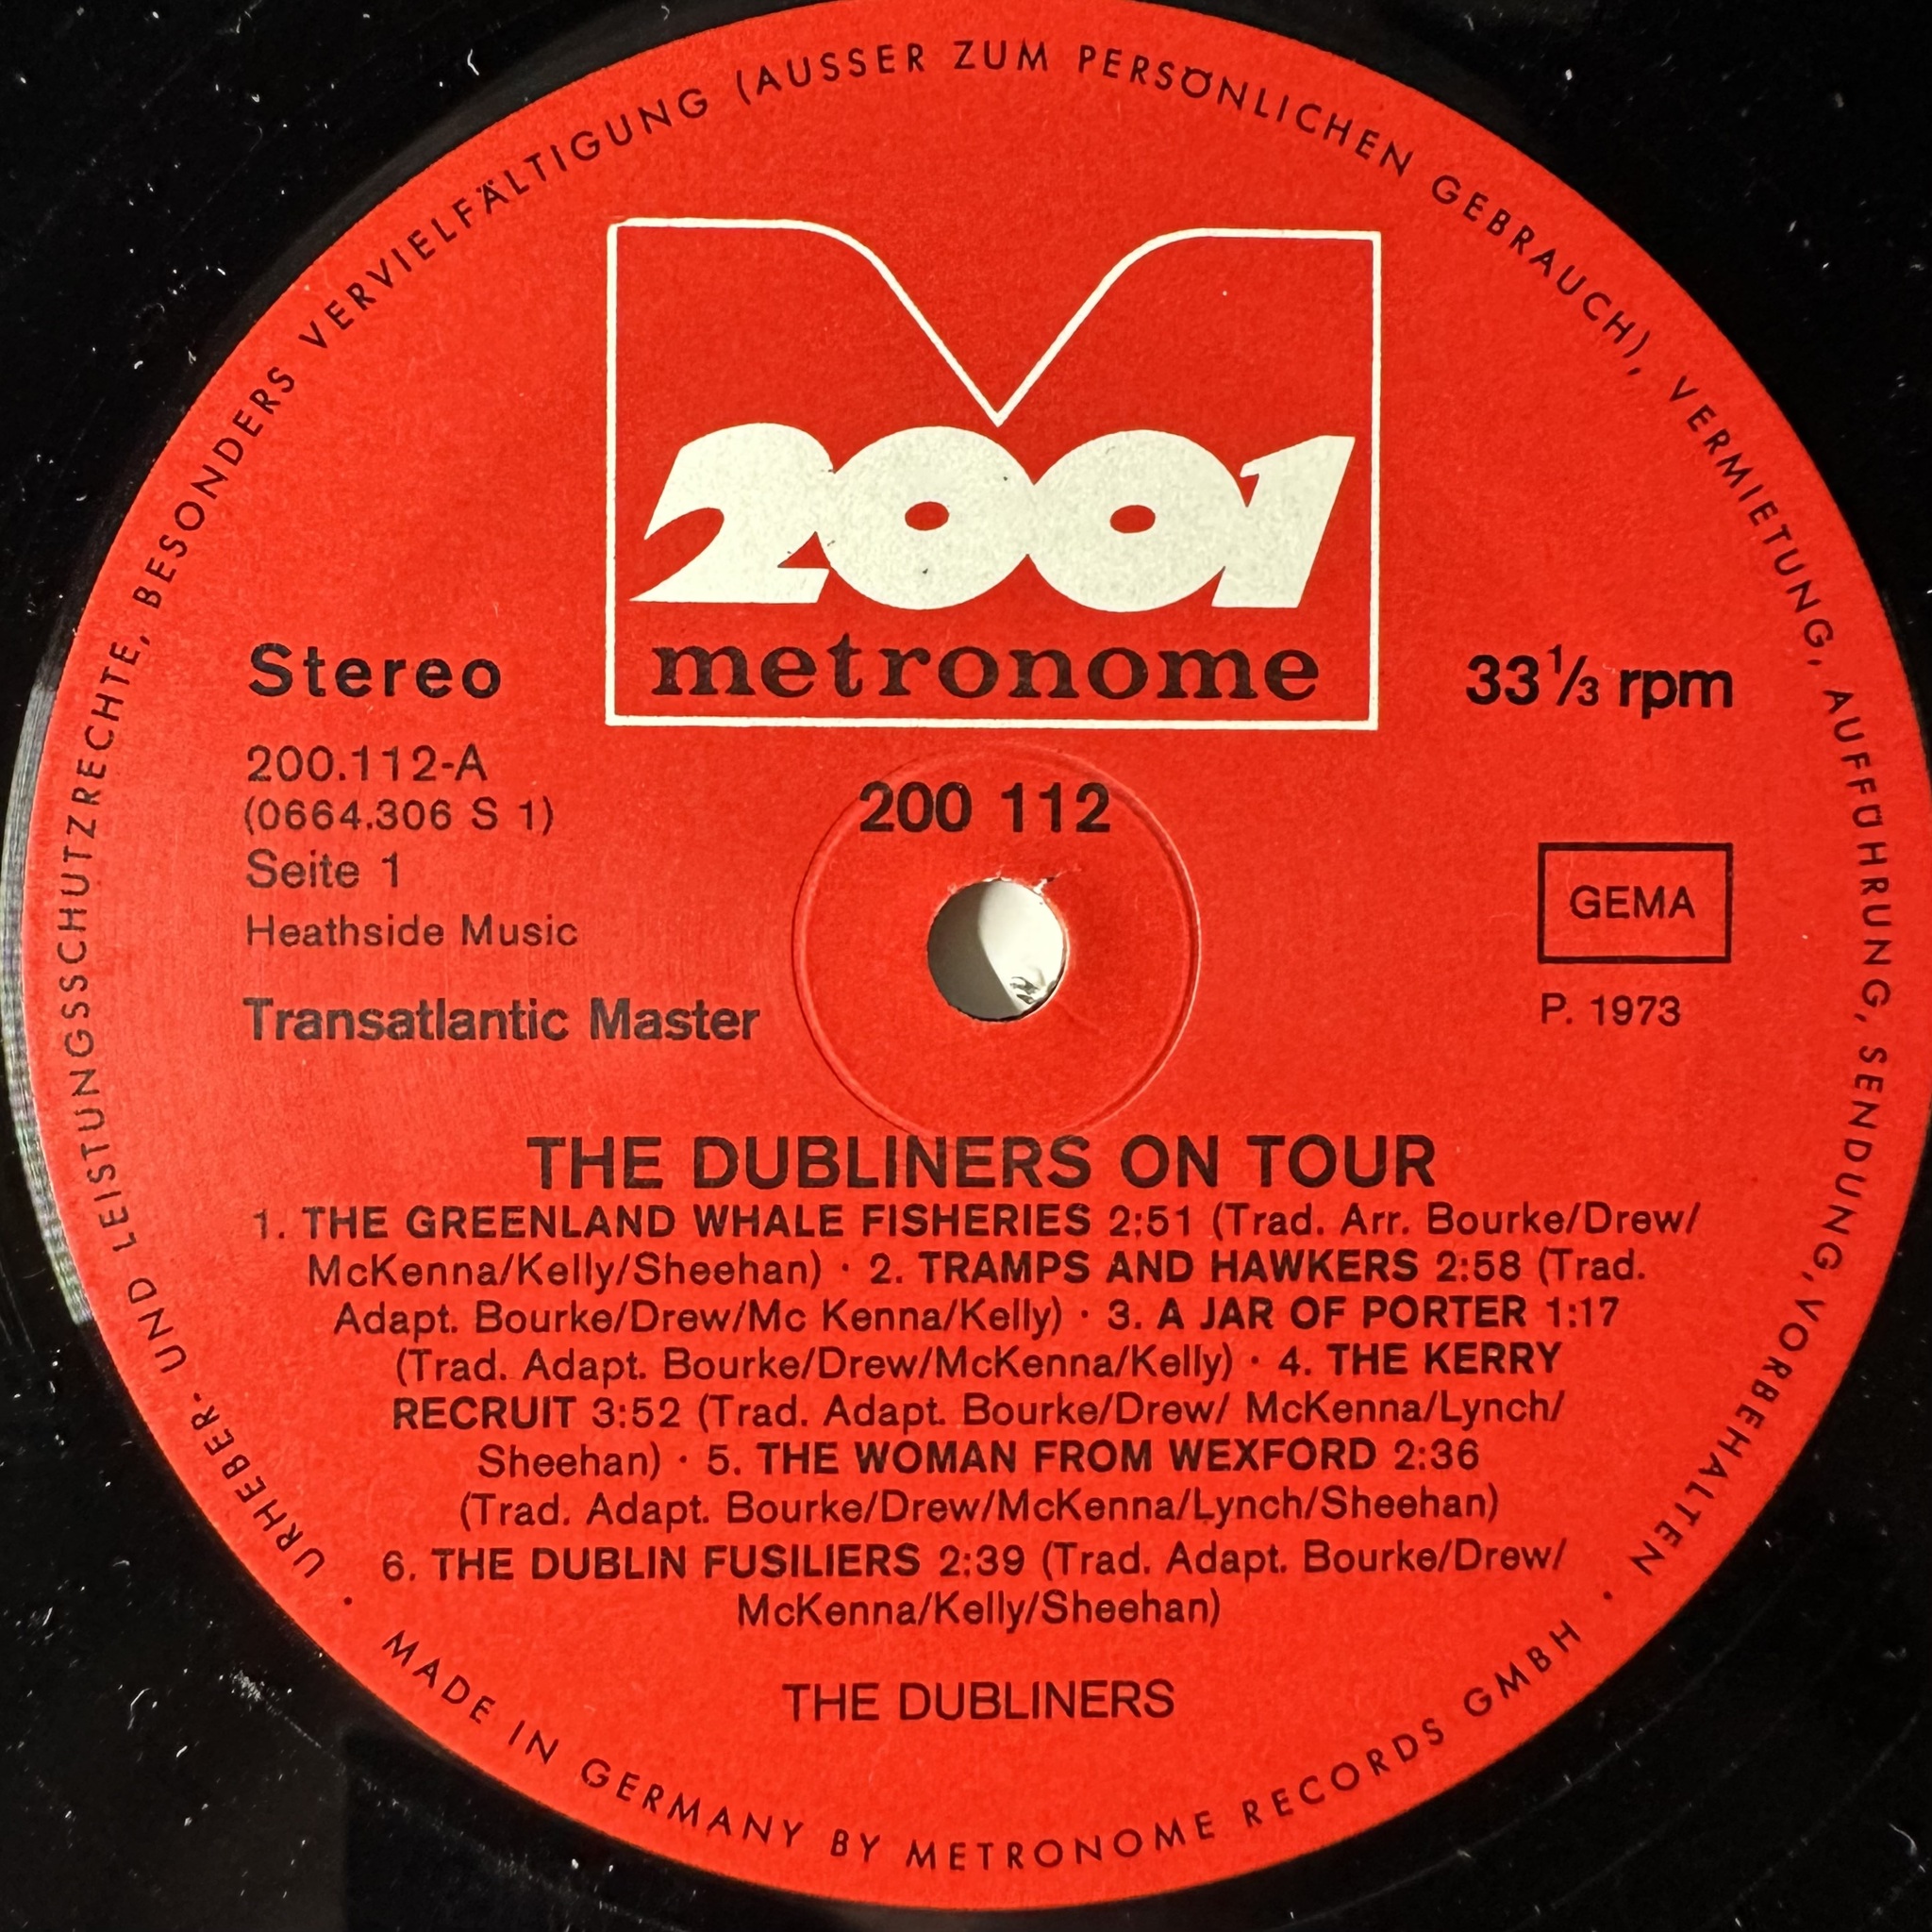 URHEBER- UND LEISTUNGSSCHUTZRECHTE, BESONDERS VERVIELFÄLTIGUNG (AUSSER ZUM PERSÖNLICHEN GEBRAUCH), VERMIETUNG, AUFFÜHRUNG, SENDUNG, VORBEHALTEN
2001
metronome
Stereo
33 1/3 rpm
200.112-A
(0664.306 S 1)
Seite 1
Heathside Music
Transatlantic Master
200 112
GEMA
P. 1973
THE DUBLINERS ON TOUR
1. THE GREENLAND WHALE FISHERIES 2:51 (Trad. Arr. Bourke/Drew/
McKenna/Kelly/Sheehan) · 2. TRAMPS AND HAWKERS 2:58 (Trad.
Adapt. Bourke/Drew/Mc Kenna/Kelly) · 3. A JAR OF PORTER 1:17
(Trad. Adapt. Bourke/Drew/McKenna/Kelly) · 4. THE KERRY
RECRUIT 3:52 (Trad. Adapt. Bourke/Drew/ McKenna/Lynch/
Sheehan) · 5. THE WOMAN FROM WEXFORD 2:36
(Trad. Adapt. Bourke/Drew/McKenna/Lynch/Sheehan)
6. THE DUBLIN FUSILIERS 2:39 (Trad. Adapt. Bourke/Drew/
McKenna/Kelly/Sheehan)
THE DUBLINERS
· MADE IN GERMANY BY METRONOME RECORDS GMBH ·